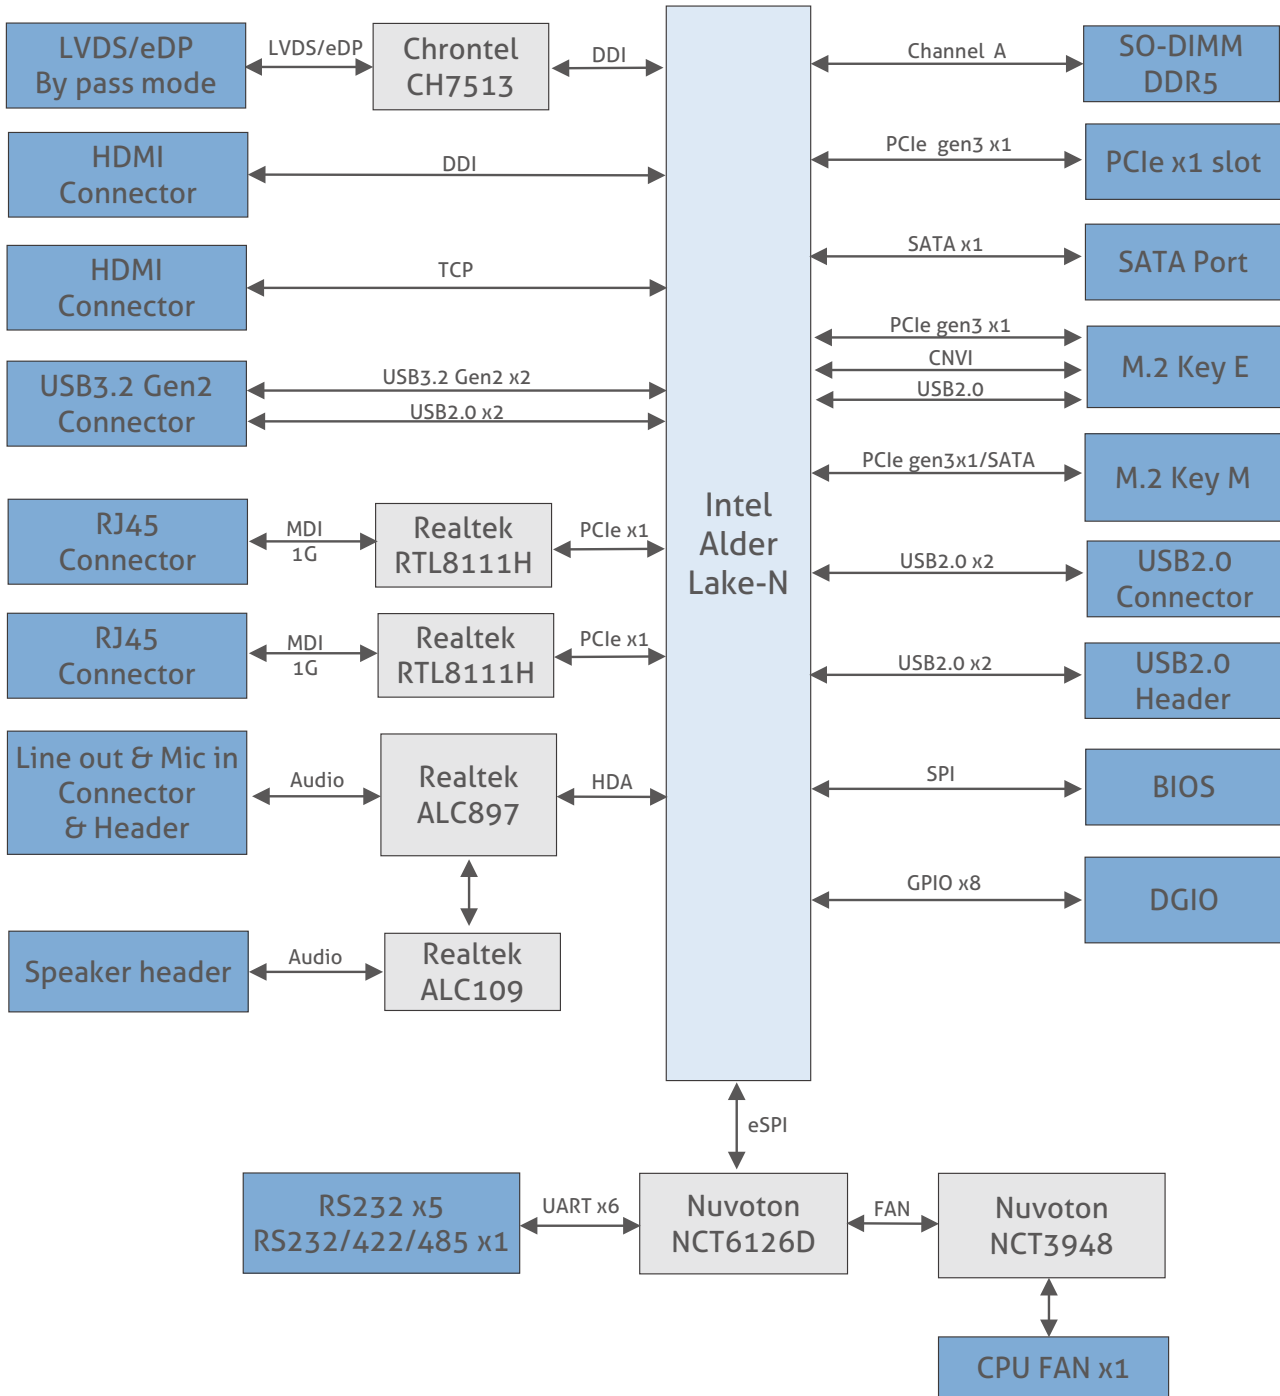 LVDS/eDP
By pass mode
LVDS/eDP
Chrontel
CH7513
DDI
HDMI
Connector
DDI
HDMI
Connector
TCP
USB3.2 Gen2
Connector
USB3.2 Gen2 x2
USB2.0 x2
RJ45
Connector
MDI
1G
Realtek
RTL8111H
PCIe x1
RJ45
Connector
MDI
1G
Realtek
RTL8111H
PCIe x1
Line out & Mic in
Connector
& Header
Audio
Realtek
ALC897
HDA
Speaker header
Audio
Realtek
ALC109
Intel
Alder
Lake-N
Channel A
SO-DIMM
DDR5
PCIe gen3 x1
PCIe x1 slot
SATA x1
SATA Port
PCIe gen3 x1
CNVI
USB2.0
M.2 Key E
PCIe gen3x1/SATA
M.2 Key M
USB2.0 x2
USB2.0
Connector
USB2.0 x2
USB2.0
Header
SPI
BIOS
GPIO x8
DGIO
eSPI
RS232 x5
RS232/422/485 x1
UART x6
Nuvoton
NCT6126D
FAN
Nuvoton
NCT3948
CPU FAN x1